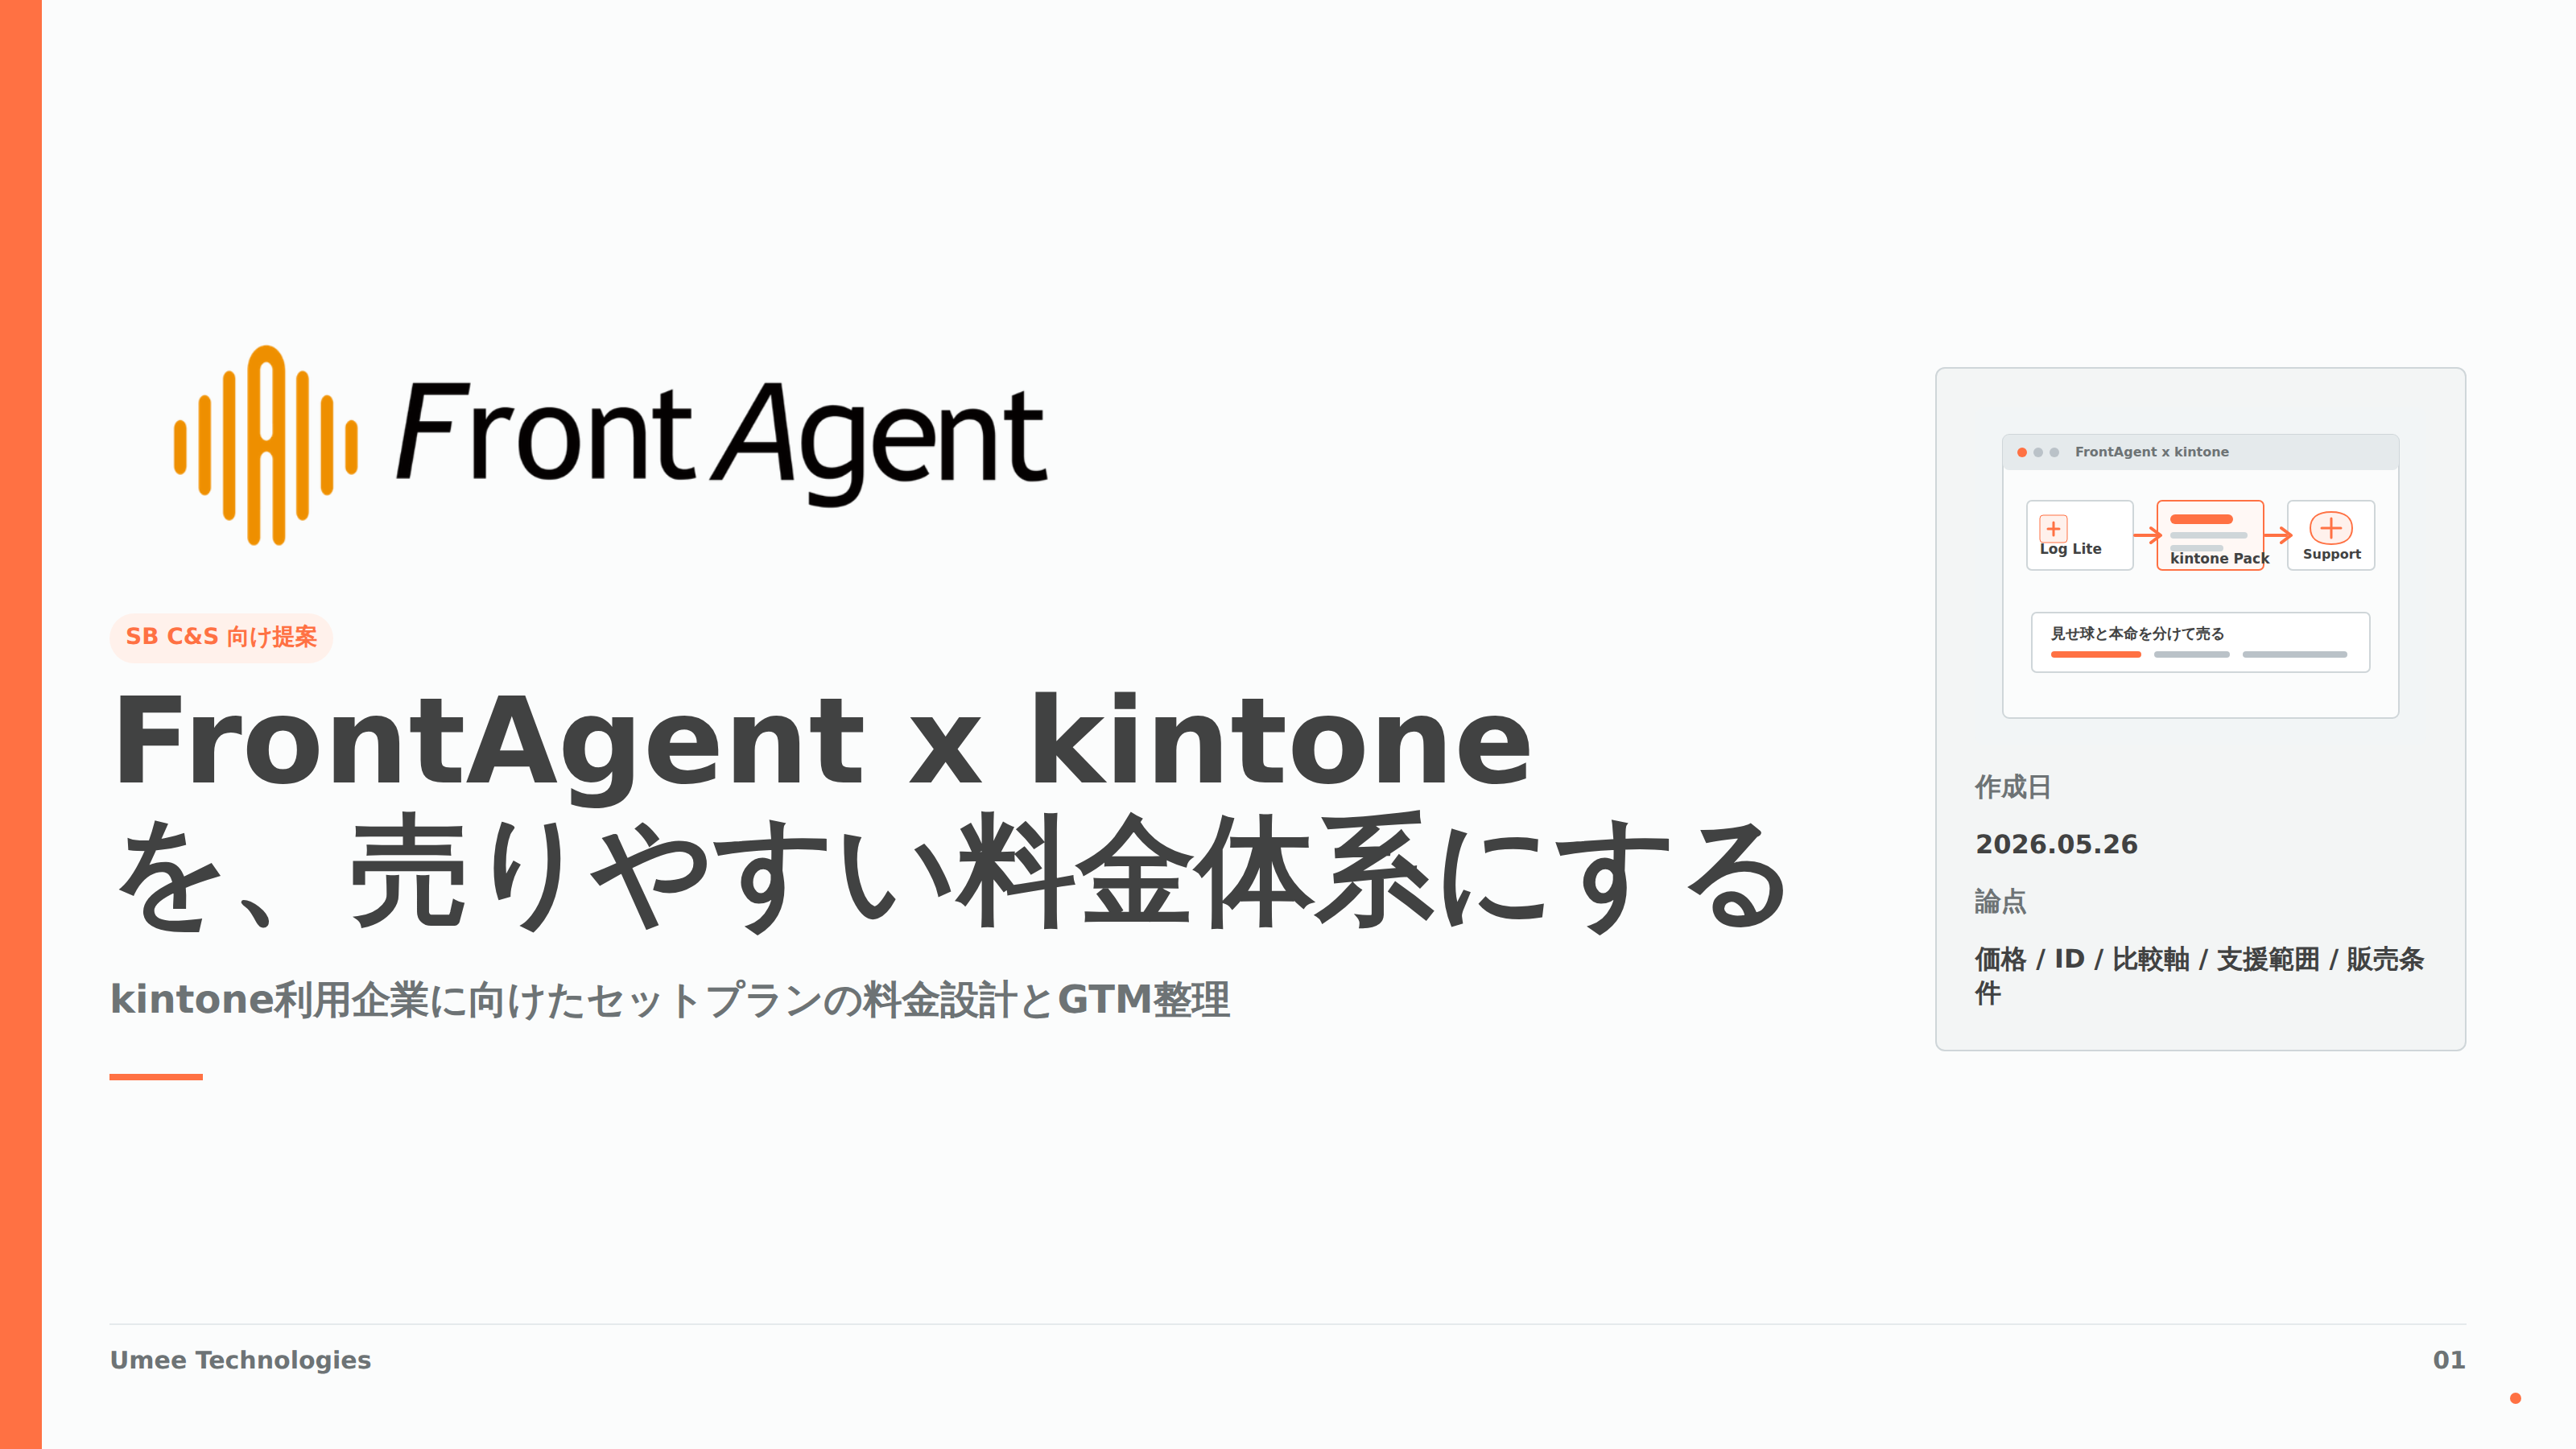 Front Agent
SB C&S 向け提案
FrontAgent x kintone
を、売りやすい料金体系にする
kintone利用企業に向けたセットプランの料金設計とGTM整理
FrontAgent x kintone
Log Lite
kintone Pack
Support
見せ球と本命を分けて売る
作成日
2026.05.26
論点
価格 / ID / 比較軸 / 支援範囲 / 販売条
件
Umee Technologies
01